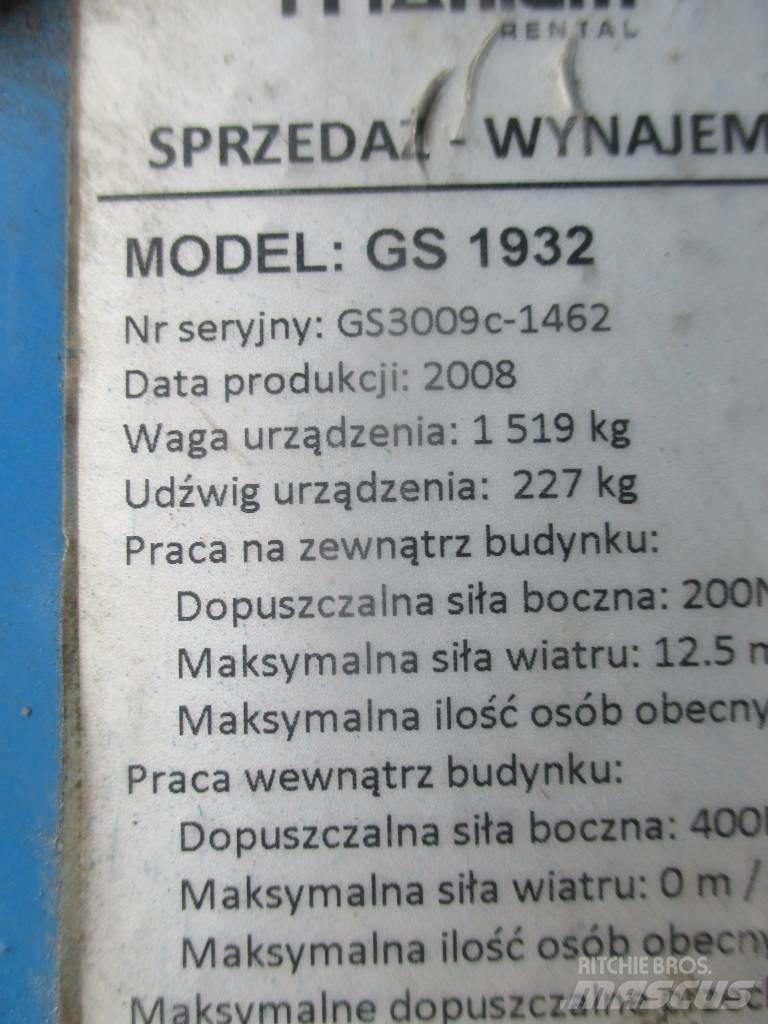 RENTAL
SPRZEDAŻ - WYNAJEM
MODEL: GS 1932
Nr seryjny: GS3009c-1462
Data produkcji: 2008
Waga urządzenia: 1 519 kg
Udźwig urządzenia: 227 kg
Praca na zewnątrz budynku:
Dopuszczalna siła boczna: 200N
Maksymalna siła wiatru: 12.5 m
Maksymalna ilość osób obecny
Praca wewnątrz budynku:
Dopuszczalna siła boczna: 400
Maksymalna siła wiatru: 0 m /
Maksymalna ilość osób obecny
Maksymalne dopuszczalne
RITCHIE BROS.
MASCUS